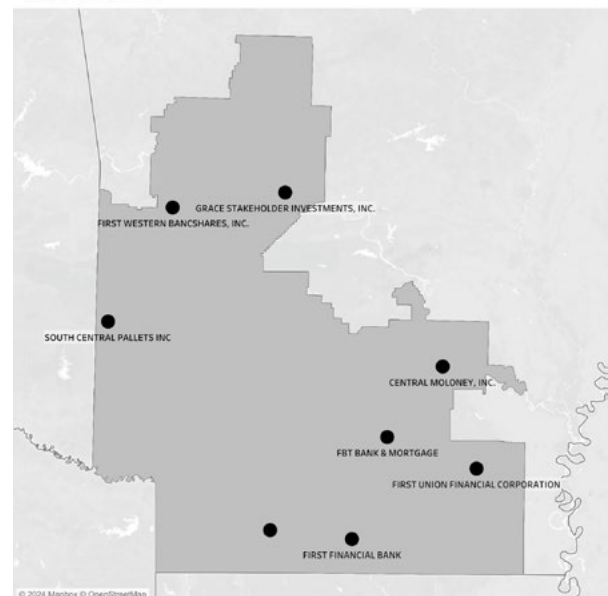 GRACE STAKEHOLDER INVESTMENTS, INC.
FIRST WESTERN BANCSHARES, INC.
SOUTH CENTRAL PALLETS INC
CENTRAL MOLONEY, INC.
FBT BANK & MORTGAGE
FIRST UNION FINANCIAL CORPORATION
FIRST FINANCIAL BANK
© 2024 Mapbox © OpenStreetMap